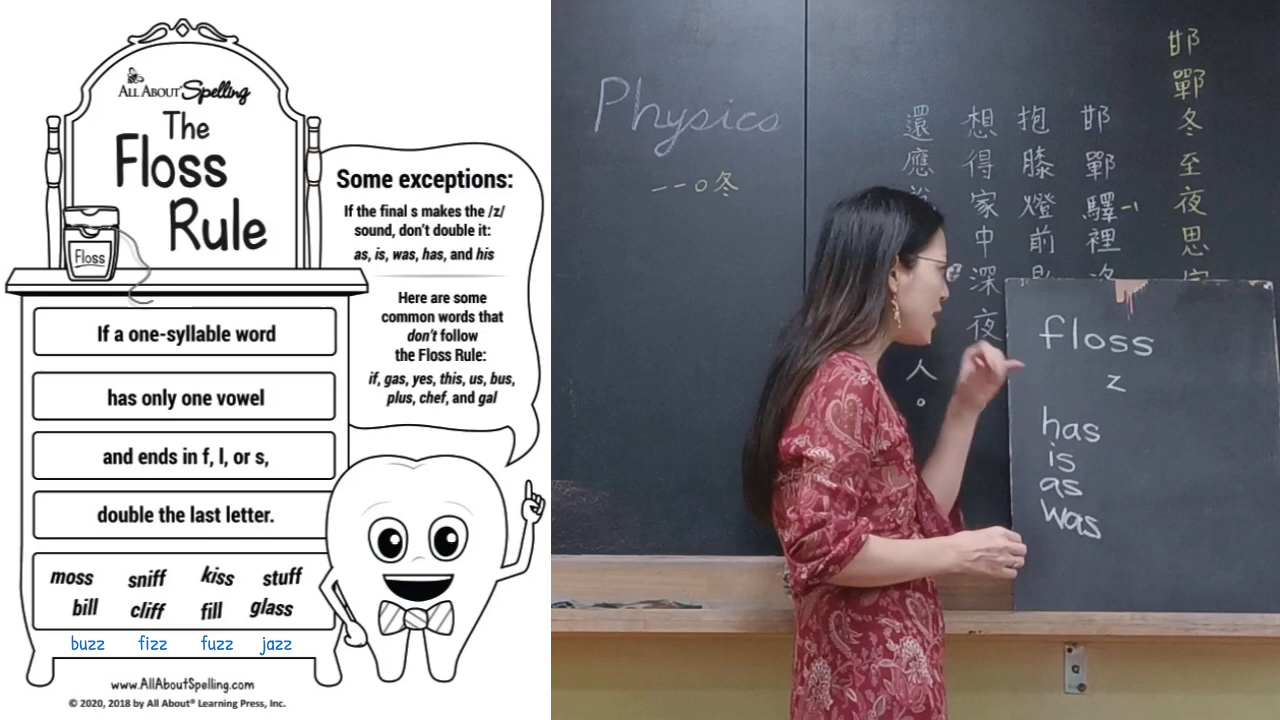 ALL ABOUT Spelling
The
Floss
Rule
Floss
If a one-syllable word
has only one vowel
and ends in f, l, or s,
double the last letter.
moss sniff kiss stuff
bill cliff fill glass
buzz fizz fuzz jazz
www.AllAboutSpelling.com
© 2020, 2018 by All About® Learning Press, Inc.
Some exceptions:
If the final s makes the /z/
sound, don't double it:
as, is, was, has, and his
Here are some
common words that
don't follow
the Floss Rule:
if, gas, yes, this, us, bus,
plus, chef, and gal
Physics
一一〇冬
邯鄲冬至夜思
邯鄲驛裡
抱膝燈前
想得家中深夜
還應 人。
floss
z
has
is
as
was